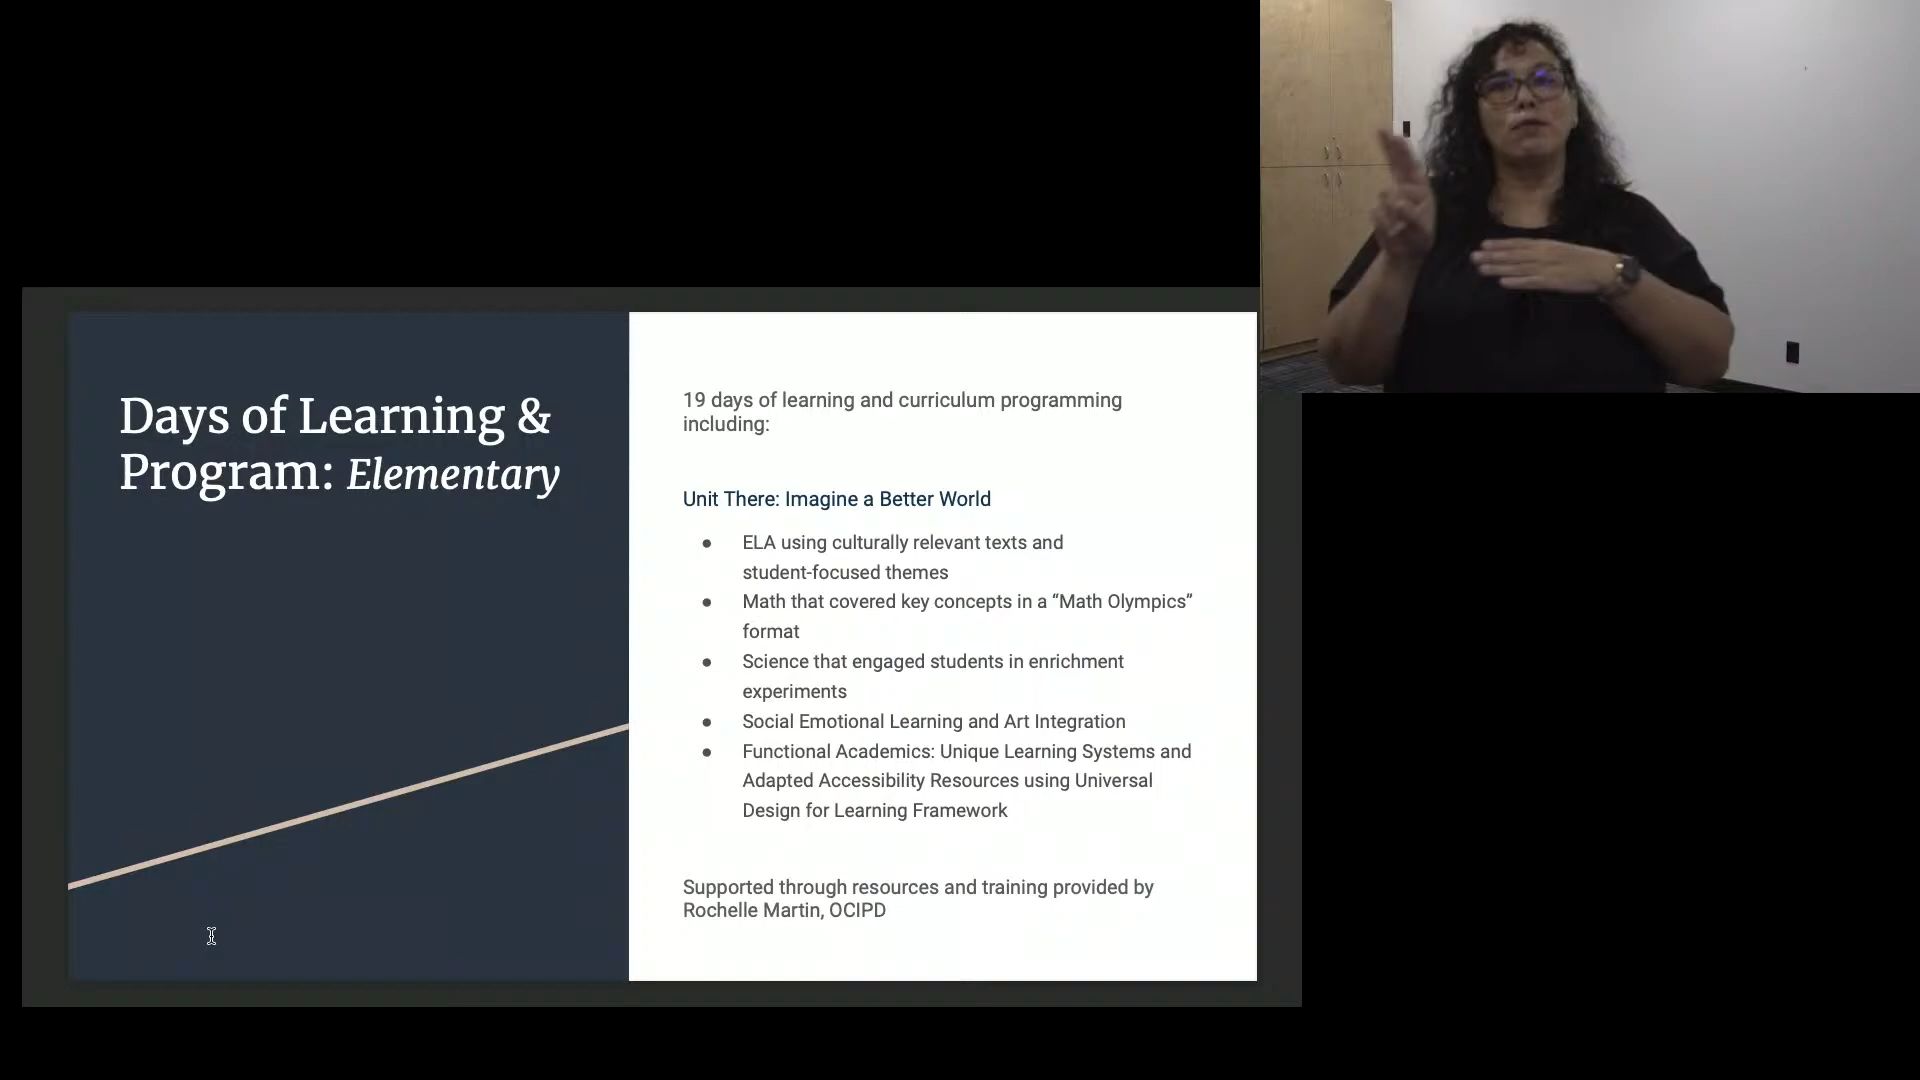 Days of Learning &
Program: Elementary
19 days of learning and curriculum programming
including:
Unit There: Imagine a Better World
● ELA using culturally relevant texts and
student-focused themes
● Math that covered key concepts in a “Math Olympics”
format
● Science that engaged students in enrichment
experiments
● Social Emotional Learning and Art Integration
● Functional Academics: Unique Learning Systems and
Adapted Accessibility Resources using Universal
Design for Learning Framework
Supported through resources and training provided by
Rochelle Martin, OCIPD